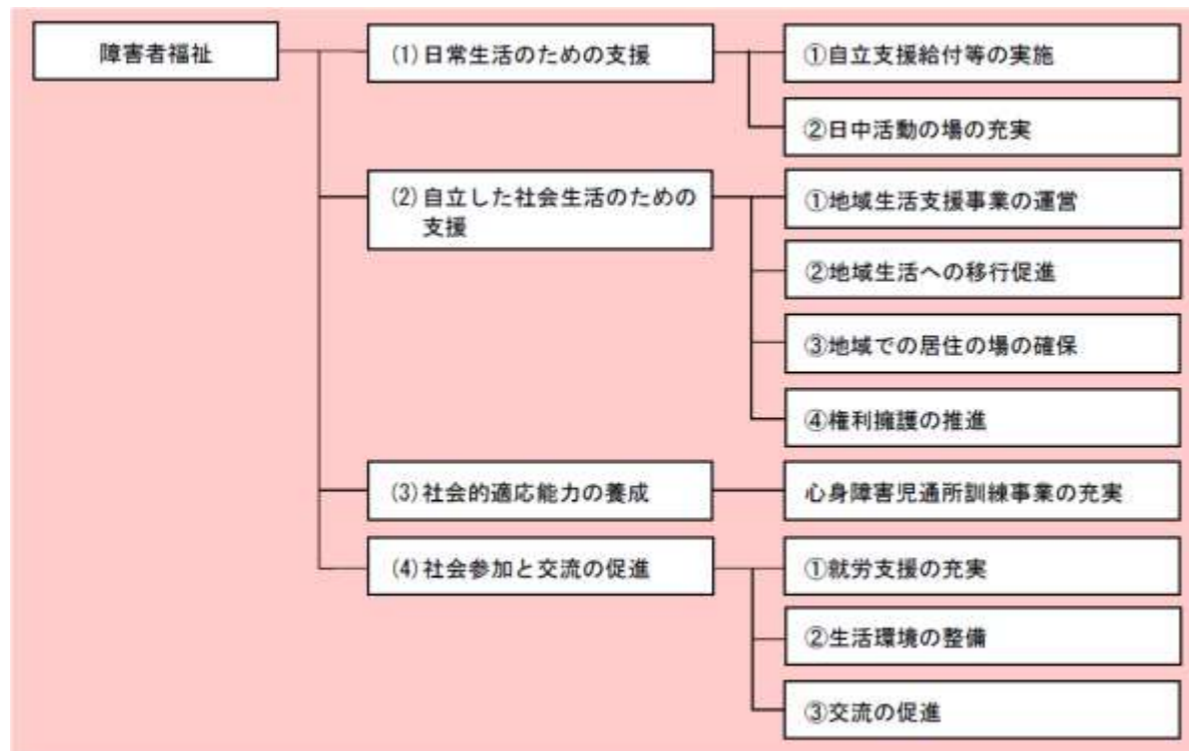 障害者福祉
(1)日常生活のための支援
①自立支援給付等の実施
②日中活動の場の充実
(2)自立した社会生活のための
支援
①地域生活支援事業の運営
②地域生活への移行促進
③地域での居住の場の確保
④権利擁護の推進
(3)社会的適応能力の養成
心身障害児通所訓練事業の充実
(4)社会参加と交流の促進
①就労支援の充実
②生活環境の整備
③交流の促進